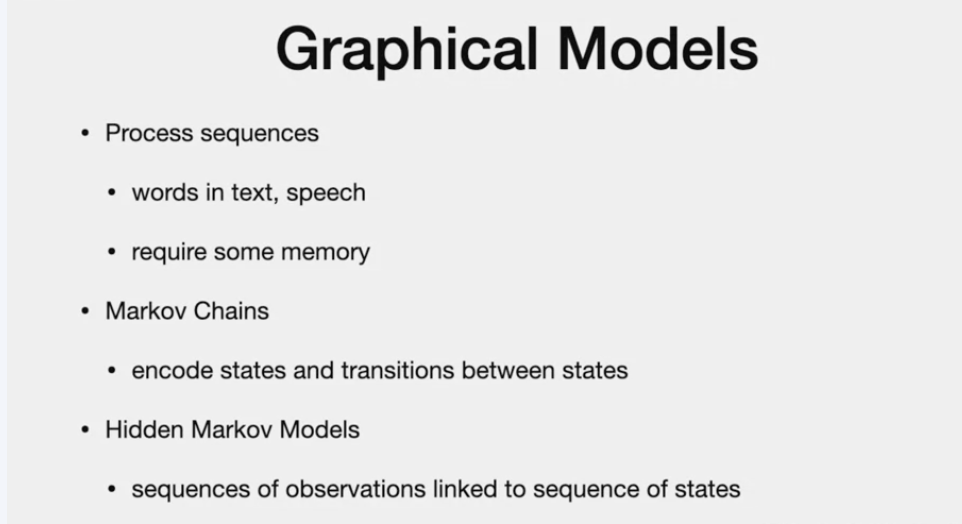 Graphical Models
• Process sequences
• words in text, speech
• require some memory
• Markov Chains
• encode states and transitions between states
• Hidden Markov Models
• sequences of observations linked to sequence of states